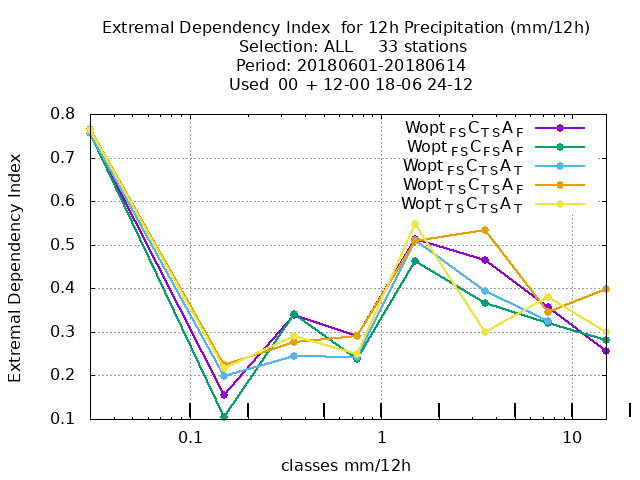 Extremal Dependency Index  for 12h Precipitation (mm/12h)
Selection: ALL     33 stations
Period: 20180601-20180614
Used  00  + 12-00 18-06 24-12
Wopt FS C TS A F
Wopt FS C FS A F
Wopt FS C TS A T
Wopt TS C TS A F
Wopt TS C TS A T
Extremal Dependency Index
0.8
0.7
0.6
0.5
0.4
0.3
0.2
0.1
0.1 1 10
classes mm/12h